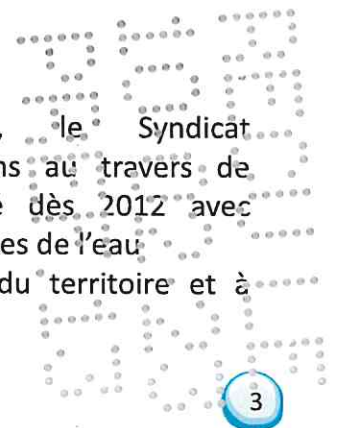 , le Syndicat
ns au travers de
e dès 2012 avec
es de l'eau
du territoire et à
3